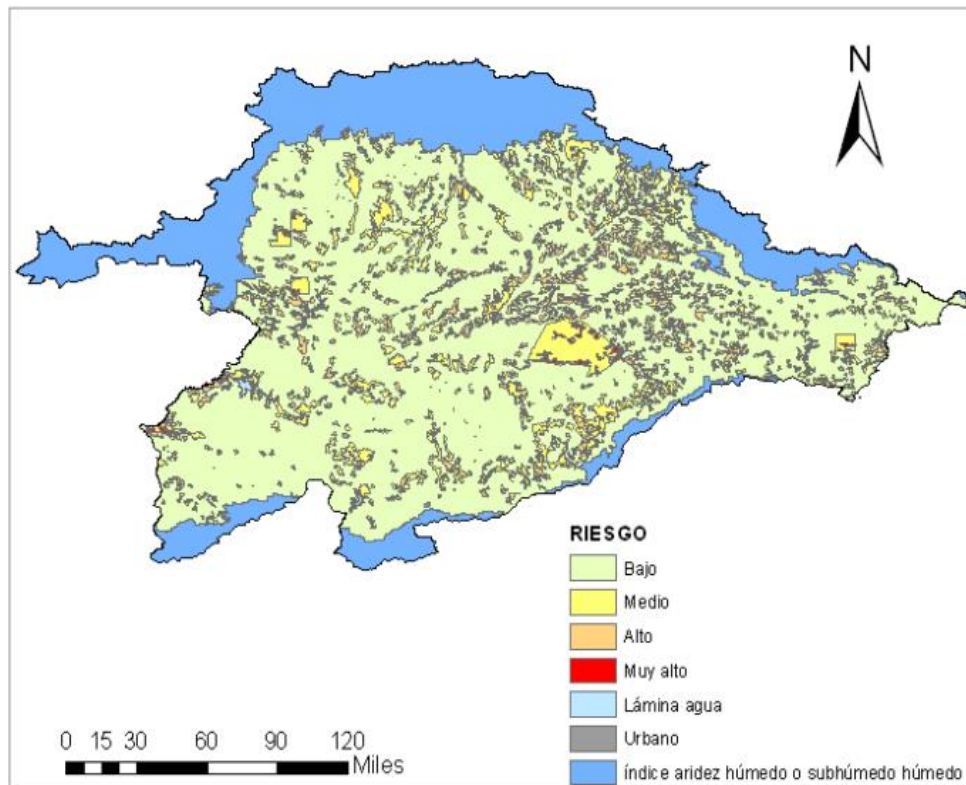 N
RIESGO
Bajo
Medio
Alto
Muy alto
Lámina agua
Urbano
índice aridez húmedo o subhúmedo húmedo
0 15 30 60 90 120
Miles